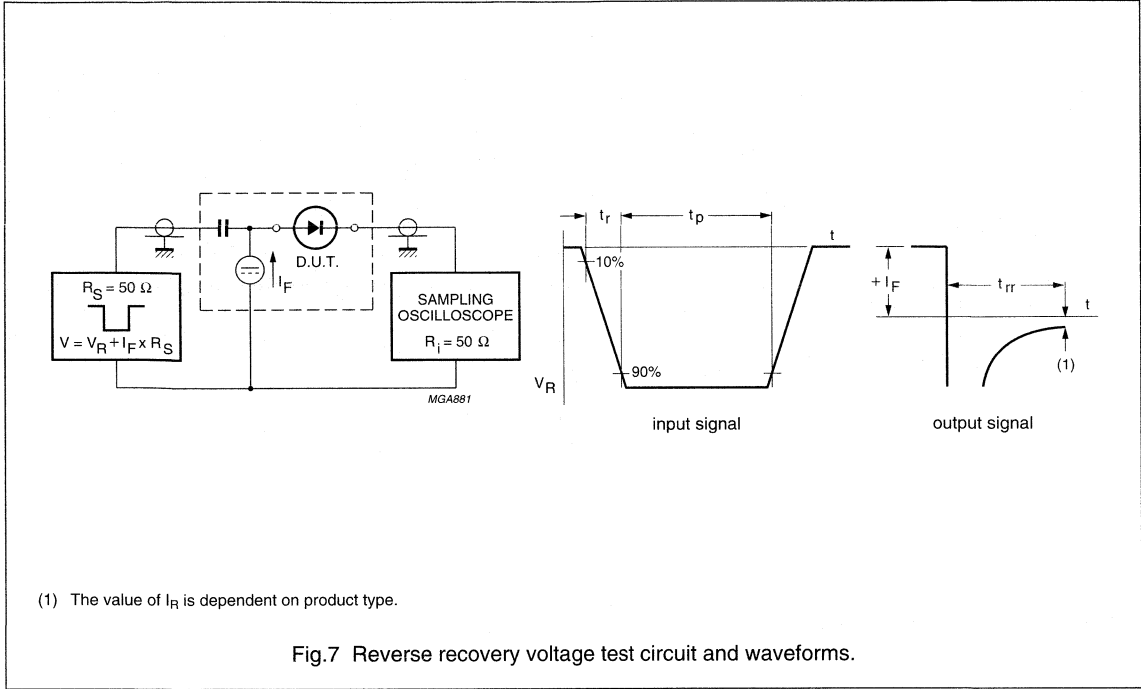 R_S = 50 Ω
V = V_R + I_F x R_S
I_F
D.U.T.
SAMPLING
OSCILLOSCOPE
R_i = 50 Ω
MGA881
t_r
t_p
t
10%
90%
V_R
input signal
+ I_F
t_rr
t
(1)
output signal
(1) The value of I_R is dependent on product type.
Fig.7 Reverse recovery voltage test circuit and waveforms.